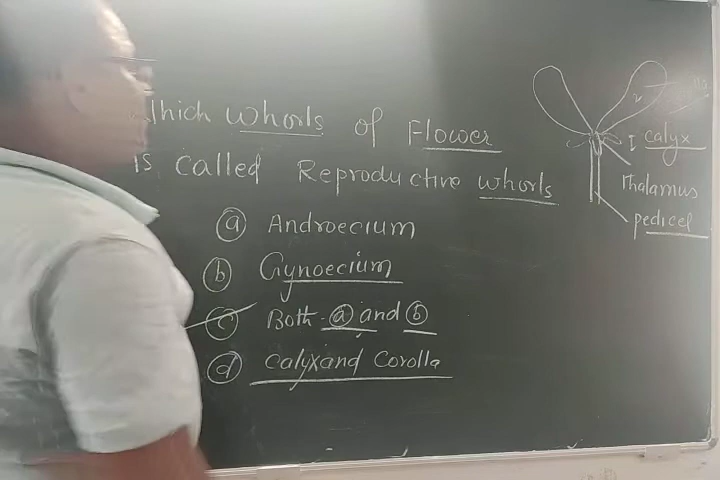 Which whorls of Flower
is called Reproductive whorls
(a) Androecium
(b) Gynoecium
(c) Both (a) and (b)
(d) Calyx and Corolla
I calyx
Thalamus
pedicel